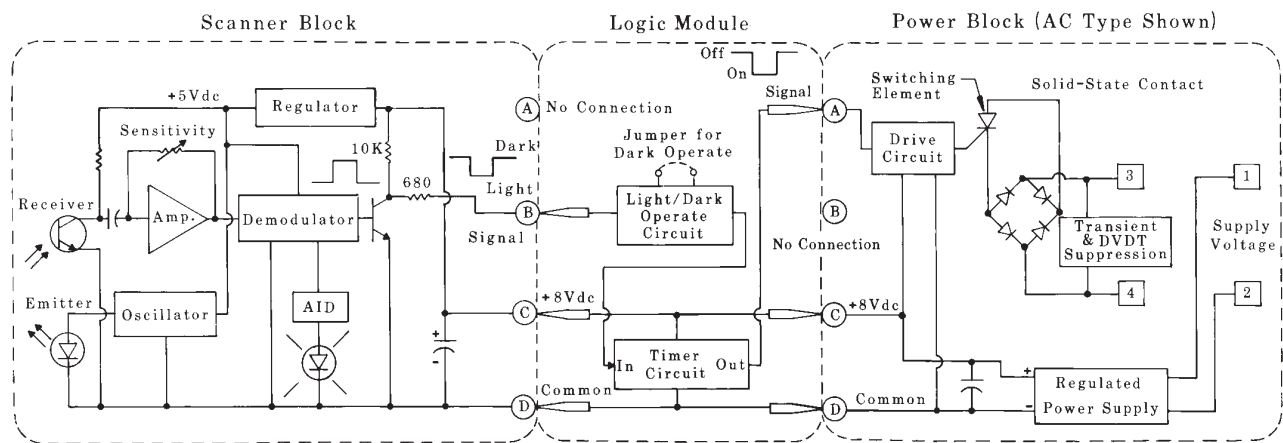 Scanner Block
Logic Module
Power Block (AC Type Shown)
+5Vdc
Regulator
Sensitivity
10K
Dark
Light
680
Receiver
Amp.
Demodulator
Signal
Emitter
Oscillator
AID
+
-
A
No Connection
B
C
+8Vdc
D
Common
Off
On
Signal
Jumper for
Dark Operate
Light/Dark
Operate
Circuit
In
Timer
Circuit
Out
A
B
No Connection
C
+8Vdc
D
Common
Switching
Element
Solid-State Contact
Drive
Circuit
3
Transient
& DVDT
Suppression
4
1
Supply
Voltage
2
+
-
Regulated
Power Supply